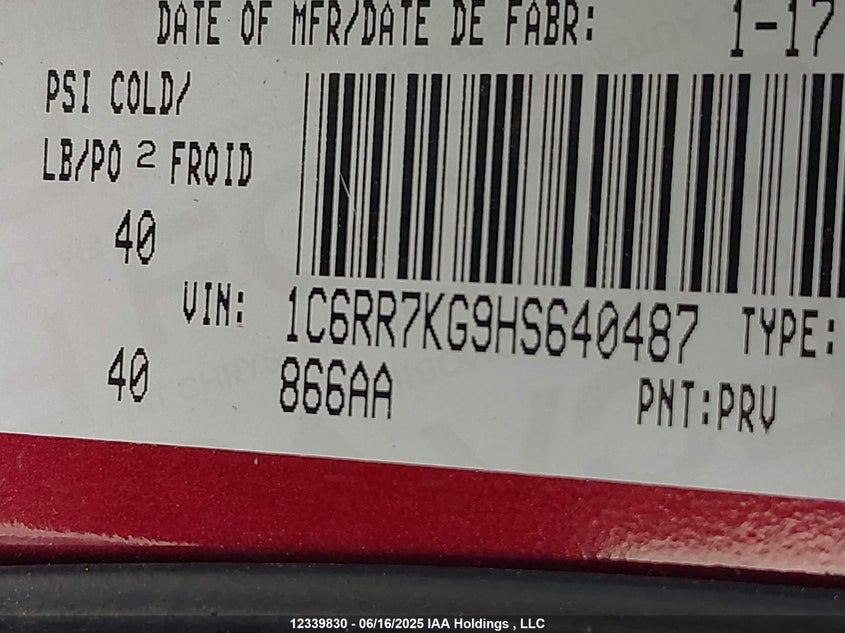 DATE OF MFR/DATE DE FABR: 1-17
PSI COLD/
LB/PO 2 FROID
40
VIN: 1C6RR7KG9HS640487 TYPE:
40 866AA PNT:PRV
12339830 - 06/16/2025 IAA Holdings , LLC